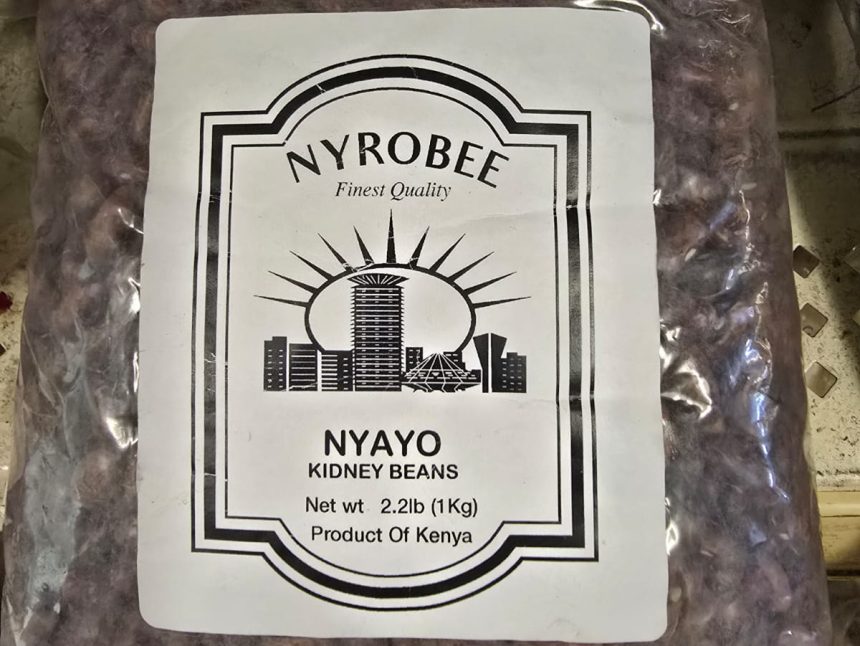 NYROBEE
Finest Quality
NYAYO
KIDNEY BEANS
Net wt 2.2lb (1Kg)
Product Of Kenya